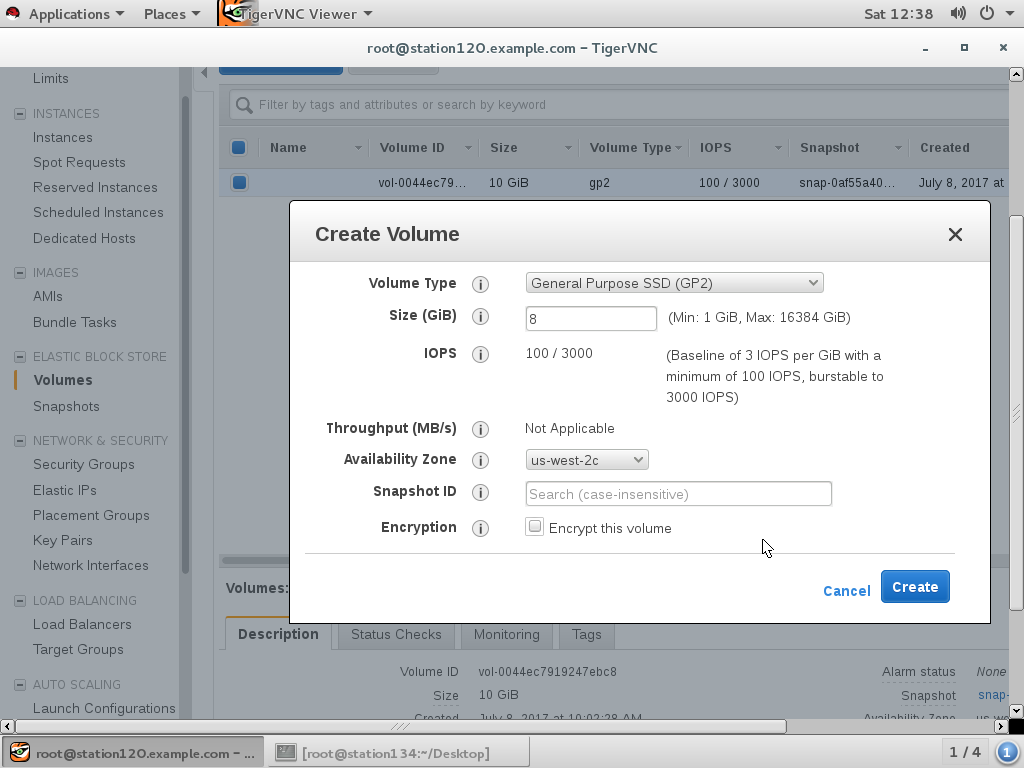 Applications Places TigerVNC Viewer Sat 12:38
root@station120.example.com – TigerVNC
Limits
INSTANCES
Instances
Spot Requests
Reserved Instances
Scheduled Instances
Dedicated Hosts
IMAGES
AMIs
Bundle Tasks
ELASTIC BLOCK STORE
Volumes
Snapshots
NETWORK & SECURITY
Security Groups
Elastic IPs
Placement Groups
Key Pairs
Network Interfaces
LOAD BALANCING
Load Balancers
Target Groups
AUTO SCALING
Launch Configurations
Filter by tags and attributes or search by keyword
Name Volume ID Size Volume Type IOPS Snapshot Created
vol-0044ec79... 10 GiB gp2 100 / 3000 snap-0af55a40... July 8, 2017 at
Create Volume
Volume Type General Purpose SSD (GP2)
Size (GiB) 8 (Min: 1 GiB, Max: 16384 GiB)
IOPS 100 / 3000 (Baseline of 3 IOPS per GiB with a
minimum of 100 IOPS, burstable to
3000 IOPS)
Throughput (MB/s) Not Applicable
Availability Zone us-west-2c
Snapshot ID Search (case-insensitive)
Encryption Encrypt this volume
Cancel Create
Volumes:
Description Status Checks Monitoring Tags
Volume ID vol-0044ec7919247ebc8 Alarm status None
Size 10 GiB Snapshot snap-
Created July 8, 2017 at 10:02:28 AM Availability Zone us-we
root@station120.example.com – ... [root@station134:~/Desktop] 1 / 4 1